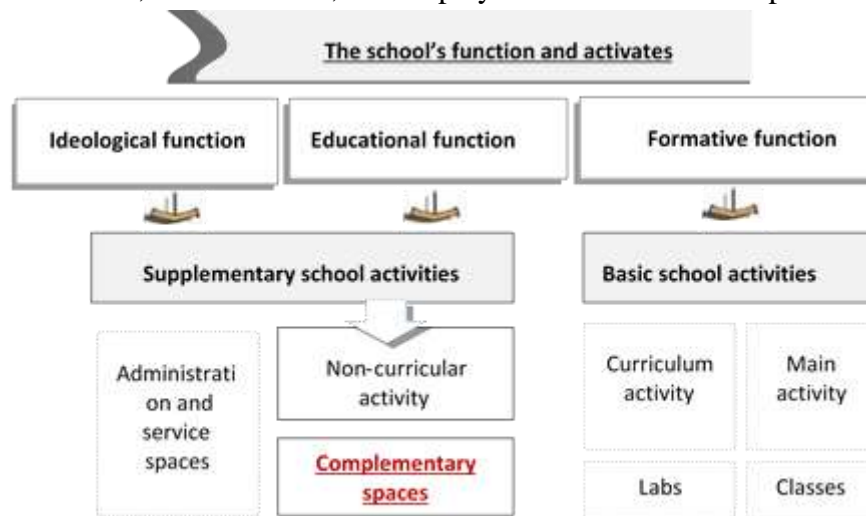 The school's function and activates
Ideological function
Educational function
Formative function
Supplementary school activities
Basic school activities
Administrati
on and
service
spaces
Non-curricular
activity
Complementary
spaces
Curriculum
activity
Main
activity
Labs
Classes